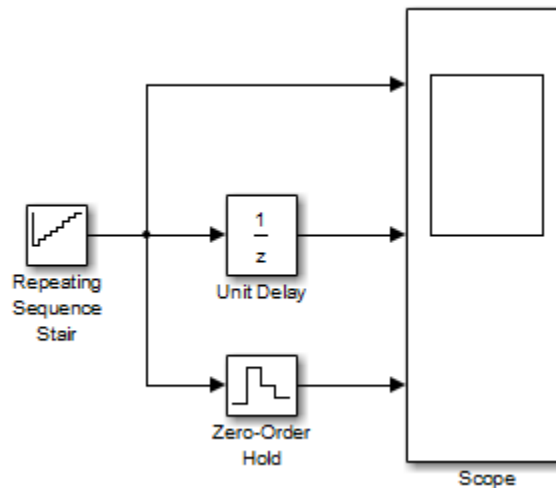 Repeating
Sequence
Stair
1
z
Unit Delay
Zero-Order
Hold
Scope